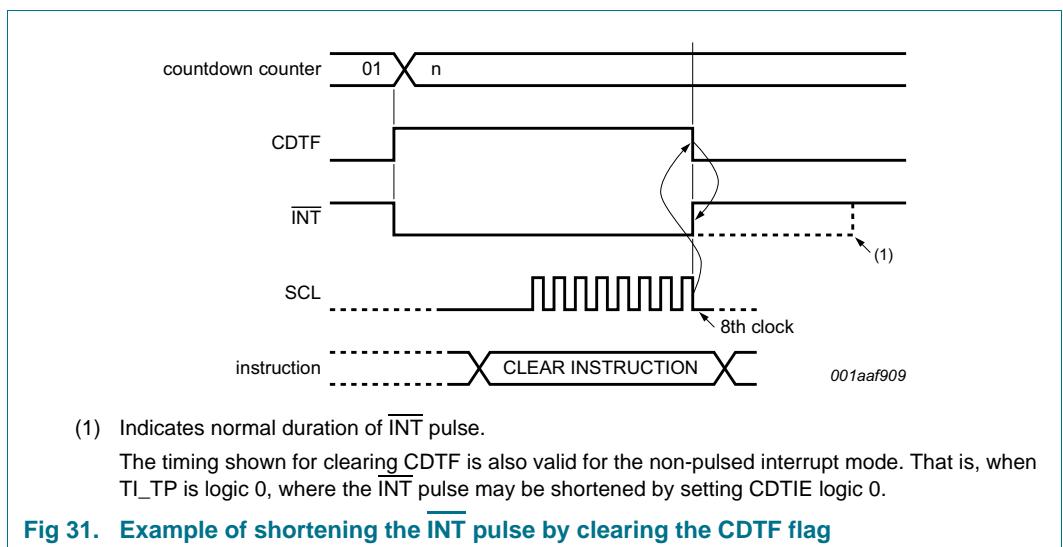 countdown counter 01 n
CDTF
INT
(1)
SCL
8th clock
instruction CLEAR INSTRUCTION
001aaf909
(1) Indicates normal duration of INT pulse.
The timing shown for clearing CDTF is also valid for the non-pulsed interrupt mode. That is, when
TI_TP is logic 0, where the INT pulse may be shortened by setting CDTIE logic 0.
Fig 31. Example of shortening the INT pulse by clearing the CDTF flag